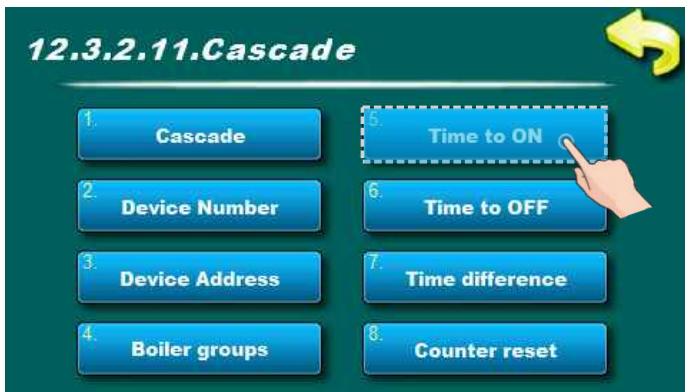 12.3.2.11.Cascade
1. Cascade
2. Device Number
3. Device Address
4. Boiler groups
5. Time to ON
6. Time to OFF
7. Time difference
8. Counter reset